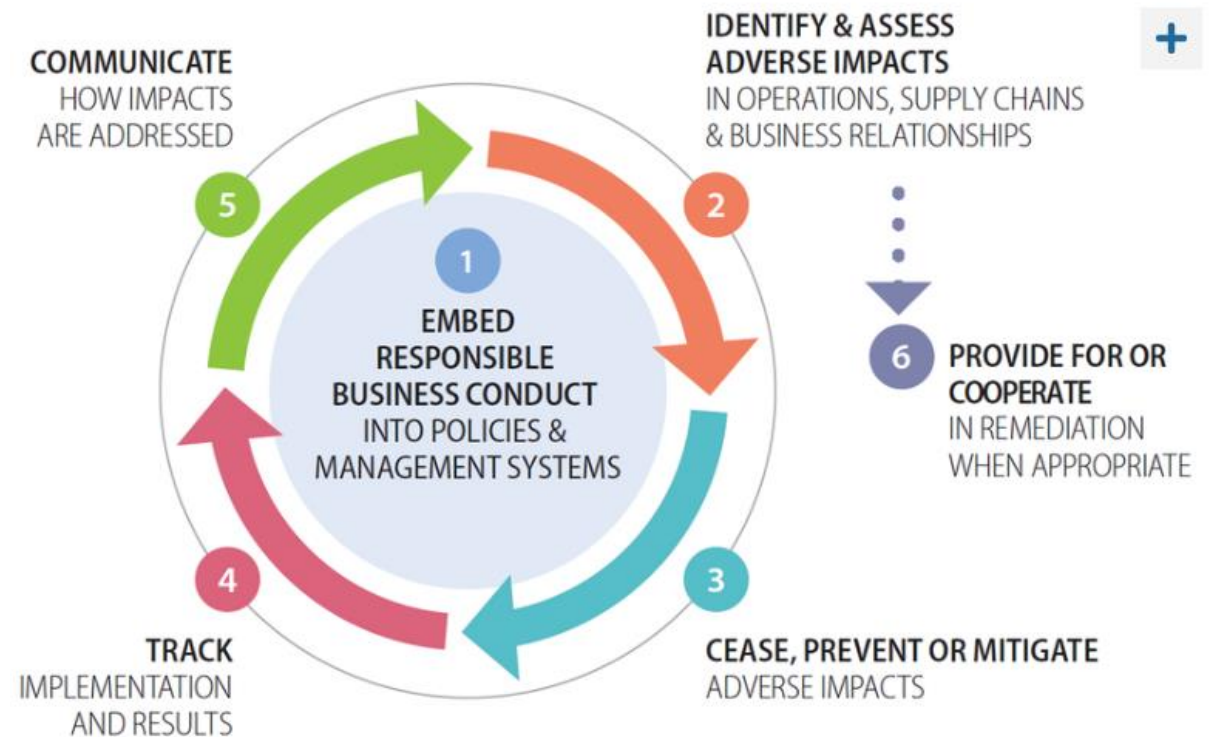 COMMUNICATE
HOW IMPACTS
ARE ADDRESSED
5
IDENTIFY & ASSESS
ADVERSE IMPACTS
IN OPERATIONS, SUPPLY CHAINS
& BUSINESS RELATIONSHIPS
2
1
EMBED
RESPONSIBLE
BUSINESS CONDUCT
INTO POLICIES &
MANAGEMENT SYSTEMS
6
PROVIDE FOR OR
COOPERATE
IN REMEDIATION
WHEN APPROPRIATE
4
TRACK
IMPLEMENTATION
AND RESULTS
3
CEASE, PREVENT OR MITIGATE
ADVERSE IMPACTS